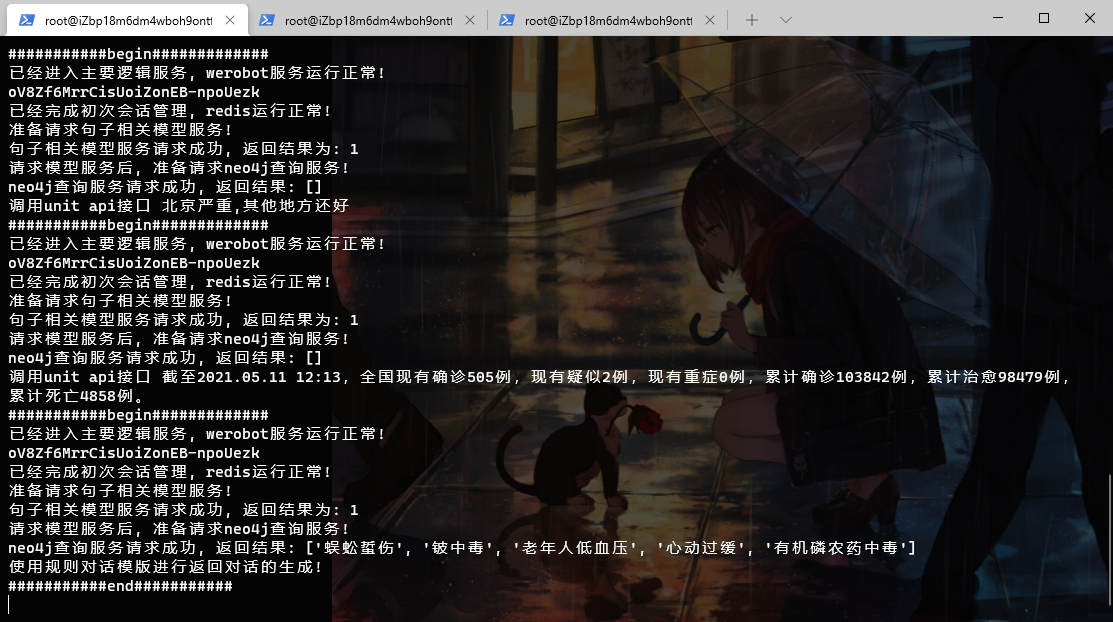 root@iZbp18m6dm4wboh9ont
root@iZbp18m6dm4wboh9ont
root@iZbp18m6dm4wboh9ont
###########begin#############
已经进入主要逻辑服务, werobot服务运行正常!
oV8Zf6MrrCisUoiZonEB-npoUezk
已经完成初次会话管理, redis运行正常!
准备请求句子相关模型服务!
句子相关模型服务请求成功, 返回结果为: 1
请求模型服务后, 准备请求neo4j查询服务!
neo4j查询服务请求成功, 返回结果: []
调用unit api接口 北京严重,其他地方还好
###########begin#############
已经进入主要逻辑服务, werobot服务运行正常!
oV8Zf6MrrCisUoiZonEB-npoUezk
已经完成初次会话管理, redis运行正常!
准备请求句子相关模型服务!
句子相关模型服务请求成功, 返回结果为: 1
请求模型服务后, 准备请求neo4j查询服务!
neo4j查询服务请求成功, 返回结果: []
调用unit api接口 截至2021.05.11 12:13, 全国现有确诊505例, 现有疑似2例, 现有重症0例, 累计确诊103842例, 累计治愈98479例,
累计死亡4858例。
###########begin#############
已经进入主要逻辑服务, werobot服务运行正常!
oV8Zf6MrrCisUoiZonEB-npoUezk
已经完成初次会话管理, redis运行正常!
准备请求句子相关模型服务!
句子相关模型服务请求成功, 返回结果为: 1
请求模型服务后, 准备请求neo4j查询服务!
neo4j查询服务请求成功, 返回结果: ['蜈蚣蜇伤', '铍中毒', '老年人低血压', '心动过缓', '有机磷农药中毒']
使用规则对话模版进行返回对话的生成!
###########end###########